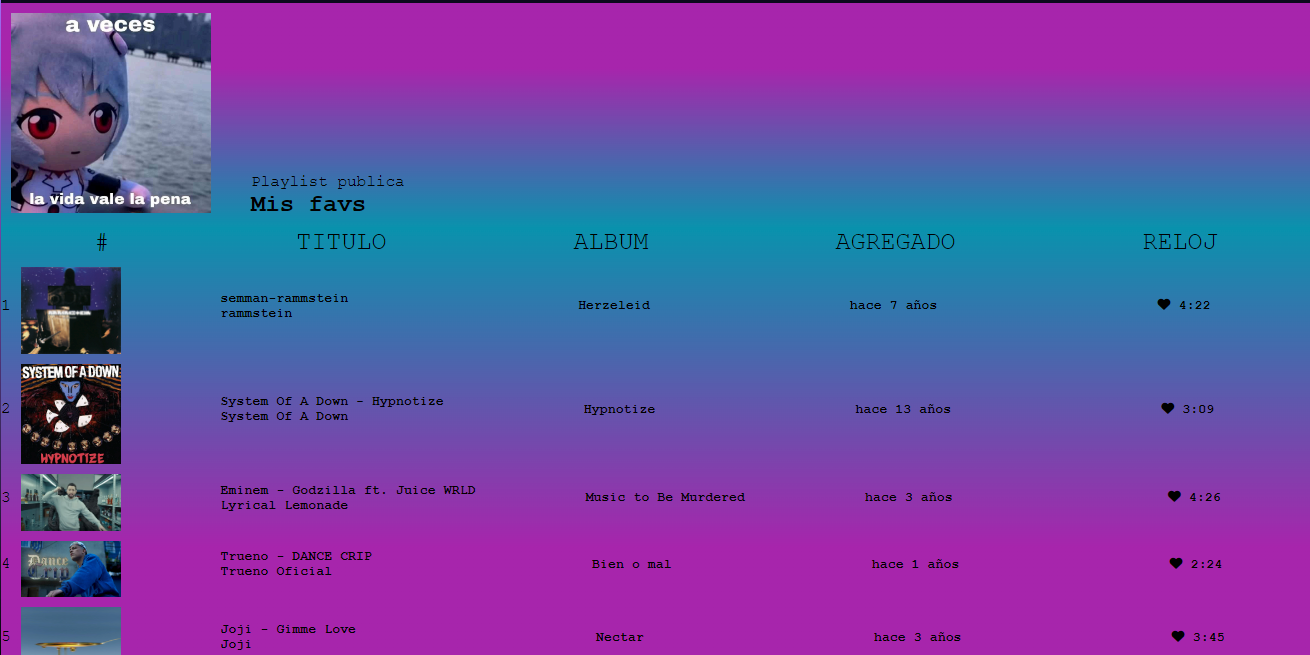 a veces
la vida vale la pena
Playlist publica
Mis favs
# TITULO ALBUM AGREGADO RELOJ
1 semman-rammstein
rammstein
Herzeleid hace 7 años 4:22
SYSTEM OF A DOWN
HYPNOTIZE
2 System Of A Down - Hypnotize
System Of A Down
Hypnotize hace 13 años 3:09
3 Eminem - Godzilla ft. Juice WRLD
Lyrical Lemonade
Music to Be Murdered hace 3 años 4:26
Dance
Crip
4 Trueno - DANCE CRIP
Trueno Oficial
Bien o mal hace 1 años 2:24
5 Joji - Gimme Love
Joji
Nectar hace 3 años 3:45